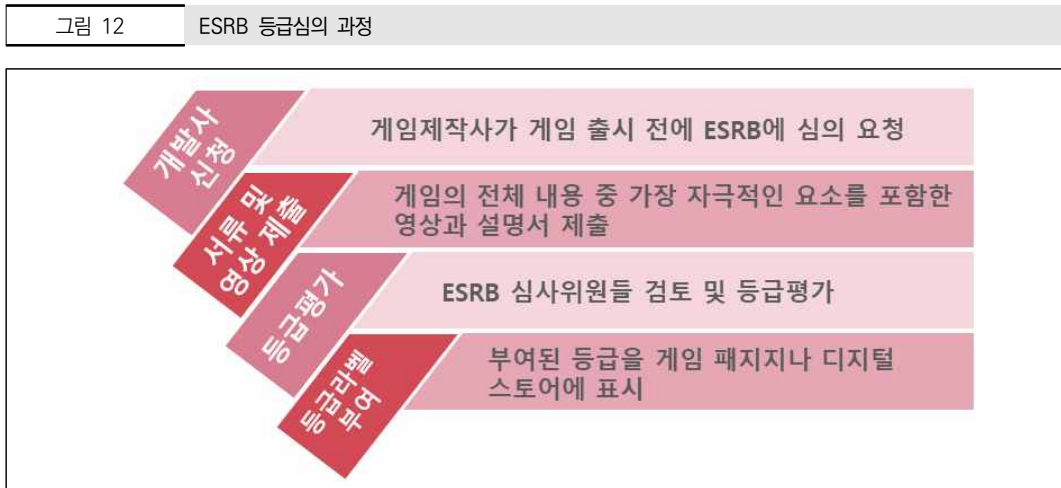 그림 12 ESRB 등급심의 과정
개발사
신청
게임제작사가 게임 출시 전에 ESRB에 심의 요청
서류 및
영상 제출
게임의 전체 내용 중 가장 자극적인 요소를 포함한
영상과 설명서 제출
등급평가
ESRB 심사위원들 검토 및 등급평가
등급라벨
부여
부여된 등급을 게임 패지지나 디지털
스토어에 표시